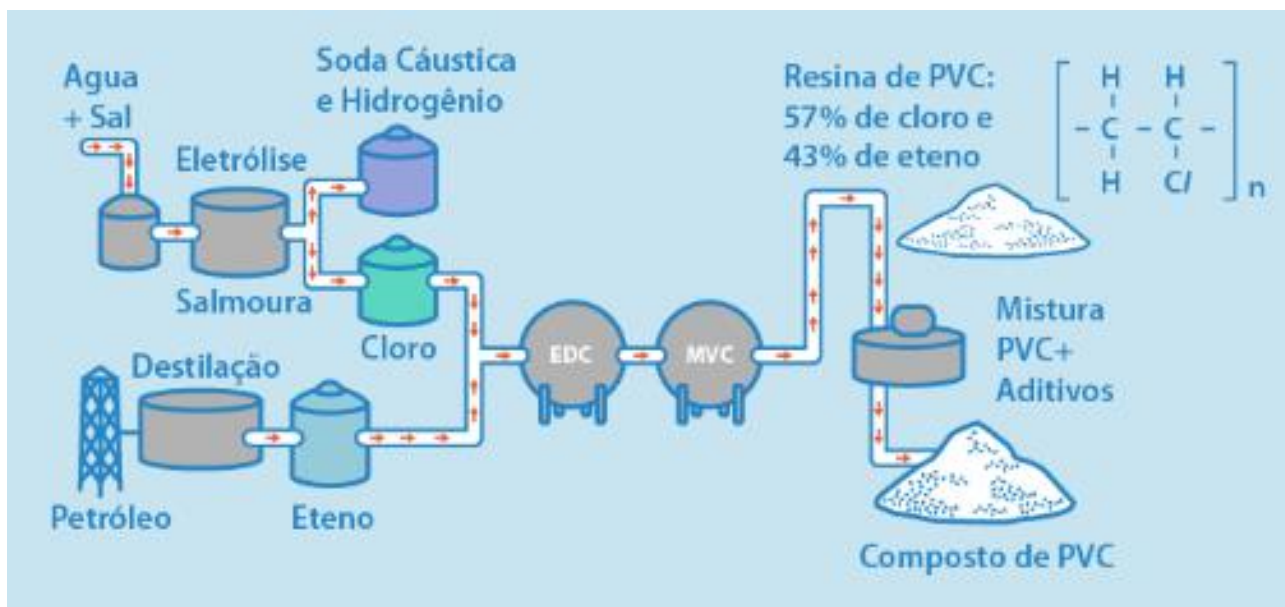 Agua
+ Sal
Soda Cáustica
e Hidrogênio
Eletrólise
Salmoura
Cloro
Destilação
Petróleo
Eteno
EDC
MVC
Resina de PVC:
57% de cloro e
43% de eteno
H H
- C - C -
H Cl
n
Mistura
PVC+
Aditivos
Composto de PVC